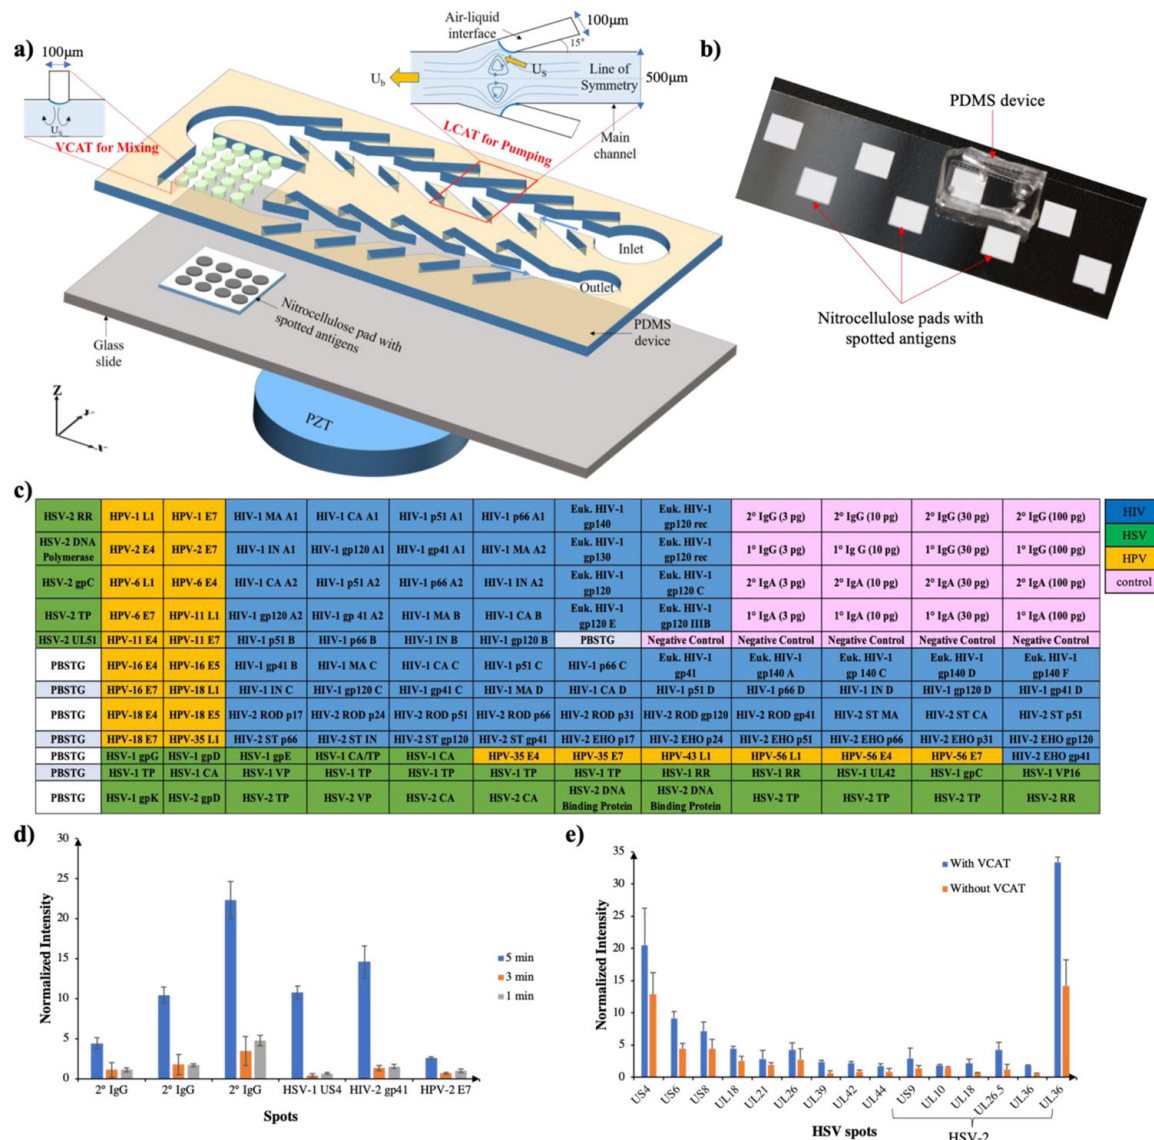 a)
100μm
VCAT for Mixing
Air-liquid
interface
100μm
15°
U_b
U_s
Line of
Symmetry
500μm
Main
channel
LCAT for Pumping
Inlet
Outlet
Nitrocellulose pad with
spotted antigens
PDMS
device
Glass
slide
PZT
Z
b)
PDMS device
Nitrocellulose pads with
spotted antigens
c)
HSV-2 RR HPV-1 L1 HPV-1 E7 HIV-1 MA A1 HIV-1 CA A1 HIV-1 p51 A1 HIV-1 p66 A1 Euk. HIV-1 gp140 Euk. HIV-1 gp120 rec 2° IgG (3 pg) 2° IgG (10 pg) 2° IgG (30 pg) 2° IgG (100 pg)
HSV-2 DNA Polymerase HPV-2 E4 HPV-2 E7 HIV-1 IN A1 HIV-1 gp120 A1 HIV-1 gp41 A1 HIV-1 MA A2 Euk. HIV-1 gp130 Euk. HIV-1 gp120 rec 1° IgG (3 pg) 1° Ig G (10 pg) 1° IgG (30 pg) 1° IgG (100 pg)
HSV-2 gpC HPV-6 L1 HPV-6 E4 HIV-1 CA A2 HIV-1 p51 A2 HIV-1 p66 A2 HIV-1 IN A2 Euk. HIV-1 gp120 Euk. HIV-1 gp120 C 2° IgA (3 pg) 2° IgA (10 pg) 2° IgA (30 pg) 2° IgA (100 pg)
HSV-2 TP HPV-6 E7 HPV-11 L1 HIV-1 gp120 A2 HIV-1 gp 41 A2 HIV-1 MA B HIV-1 CA B Euk. HIV-1 gp120 E Euk. HIV-1 gp120 IIIB 1° IgA (3 pg) 1° IgA (10 pg) 1° IgA (30 pg) 1° IgA (100 pg)
HSV-2 UL51 HPV-11 E4 HPV-11 E7 HIV-1 p51 B HIV-1 p66 B HIV-1 IN B HIV-1 gp120 B PBSTG Negative Control Negative Control Negative Control Negative Control Negative Control
PBSTG HPV-16 E4 HPV-16 E5 HIV-1 gp41 B HIV-1 MA C HIV-1 CA C HIV-1 p51 C HIV-1 p66 C Euk. HIV-1 gp41 Euk. HIV-1 gp140 A Euk. HIV-1 gp 140 C Euk. HIV-1 gp140 D Euk. HIV-1 gp140 F
PBSTG HPV-16 E7 HPV-18 L1 HIV-1 IN C HIV-1 gp120 C HIV-1 gp41 C HIV-1 MA D HIV-1 CA D HIV-1 p51 D HIV-1 p66 D HIV-1 IN D HIV-1 gp120 D HIV-1 gp41 D
PBSTG HPV-18 E4 HPV-18 E5 HIV-2 ROD p17 HIV-2 ROD p24 HIV-2 ROD p51 HIV-2 ROD p66 HIV-2 ROD p31 HIV-2 ROD gp120 HIV-2 ROD gp41 HIV-2 ST MA HIV-2 ST CA HIV-2 ST p51
PBSTG HPV-18 E7 HPV-35 L1 HIV-2 ST p66 HIV-2 ST IN HIV-2 ST gp120 HIV-2 ST gp41 HIV-2 EHO p17 HIV-2 EHO p24 HIV-2 EHO p51 HIV-2 EHO p66 HIV-2 EHO p31 HIV-2 EHO gp120
PBSTG HSV-1 gpG HSV-1 gpD HSV-1 gpE HSV-1 CA/TP HSV-1 CA HPV-35 E4 HPV-35 E7 HPV-43 L1 HPV-56 L1 HPV-56 E4 HPV-56 E7 HIV-2 EHO gp41
PBSTG HSV-1 TP HSV-1 CA HSV-1 VP HSV-1 TP HSV-1 TP HSV-1 TP HSV-1 TP HSV-1 RR HSV-1 RR HSV-1 UL42 HSV-1 gpC HSV-1 VP16
PBSTG HSV-1 gpK HSV-2 gpD HSV-2 TP HSV-2 VP HSV-2 CA HSV-2 CA HSV-2 DNA Binding Protein HSV-2 DNA Binding Protein HSV-2 TP HSV-2 TP HSV-2 TP HSV-2 RR
HIV
HSV
HPV
control
d)
Normalized Intensity
30
25
20
15
10
5
0
5 min
3 min
1 min
2° IgG 2° IgG 2° IgG HSV-1 US4 HIV-2 gp41 HPV-2 E7
Spots
e)
Normalized Intensity
35
30
25
20
15
10
5
0
With VCAT
Without VCAT
US4 US6 US8 UL18 UL21 UL26 UL39 UL42 UL44 US9 UL10 UL18 UL26.5 UL36 UL36
HSV spots
HSV-2